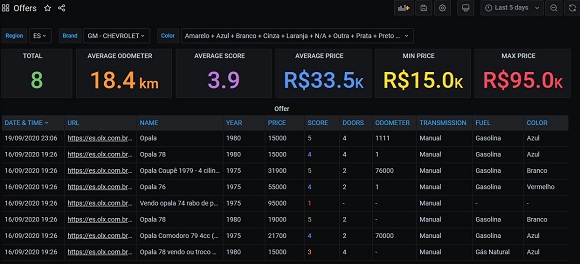 Offers
Last 5 days
Region ES Brand GM - CHEVROLET Color Amarelo + Azul + Branco + Cinza + Laranja + N/A + Outra + Prata + Preto ...
TOTAL AVERAGE ODOMETER AVERAGE SCORE AVERAGE PRICE MIN PRICE MAX PRICE
8 18.4 km 3.9 R$33.5K R$15.0K R$95.0K
Offer
DATE & TIME URL NAME YEAR PRICE SCORE DOORS ODOMETER TRANSMISSION FUEL COLOR
19/09/2020 23:06 https://es.olx.com.br... Opala 1980 15000 5 4 1111 Manual Gasolina Azul
16/09/2020 19:26 https://es.olx.com.br... Opala 78 1980 15000 4 4 1 Manual Gasolina Azul
16/09/2020 19:26 https://es.olx.com.br... Opala Coupê 1979 - 4 cilin... 1975 31900 5 2 76000 Manual Gasolina Branco
16/09/2020 19:26 https://es.olx.com.br... Opala 76 1975 55000 4 2 1 Manual Gasolina Vermelho
16/09/2020 19:26 https://es.olx.com.br... Vendo opala 74 rabo de p... 1975 95000 1 - - Manual - -
16/09/2020 19:26 https://es.olx.com.br... Opala 78 1980 19000 5 2 - Manual Gasolina Branco
16/09/2020 19:26 https://es.olx.com.br... Opala Comodoro 79 4cc (... 1975 21700 4 2 70000 Manual Gasolina Azul
16/09/2020 19:26 https://es.olx.com.br... Opala 78 vendo ou troco ... 1980 15000 3 4 - Manual Gás Natural Azul